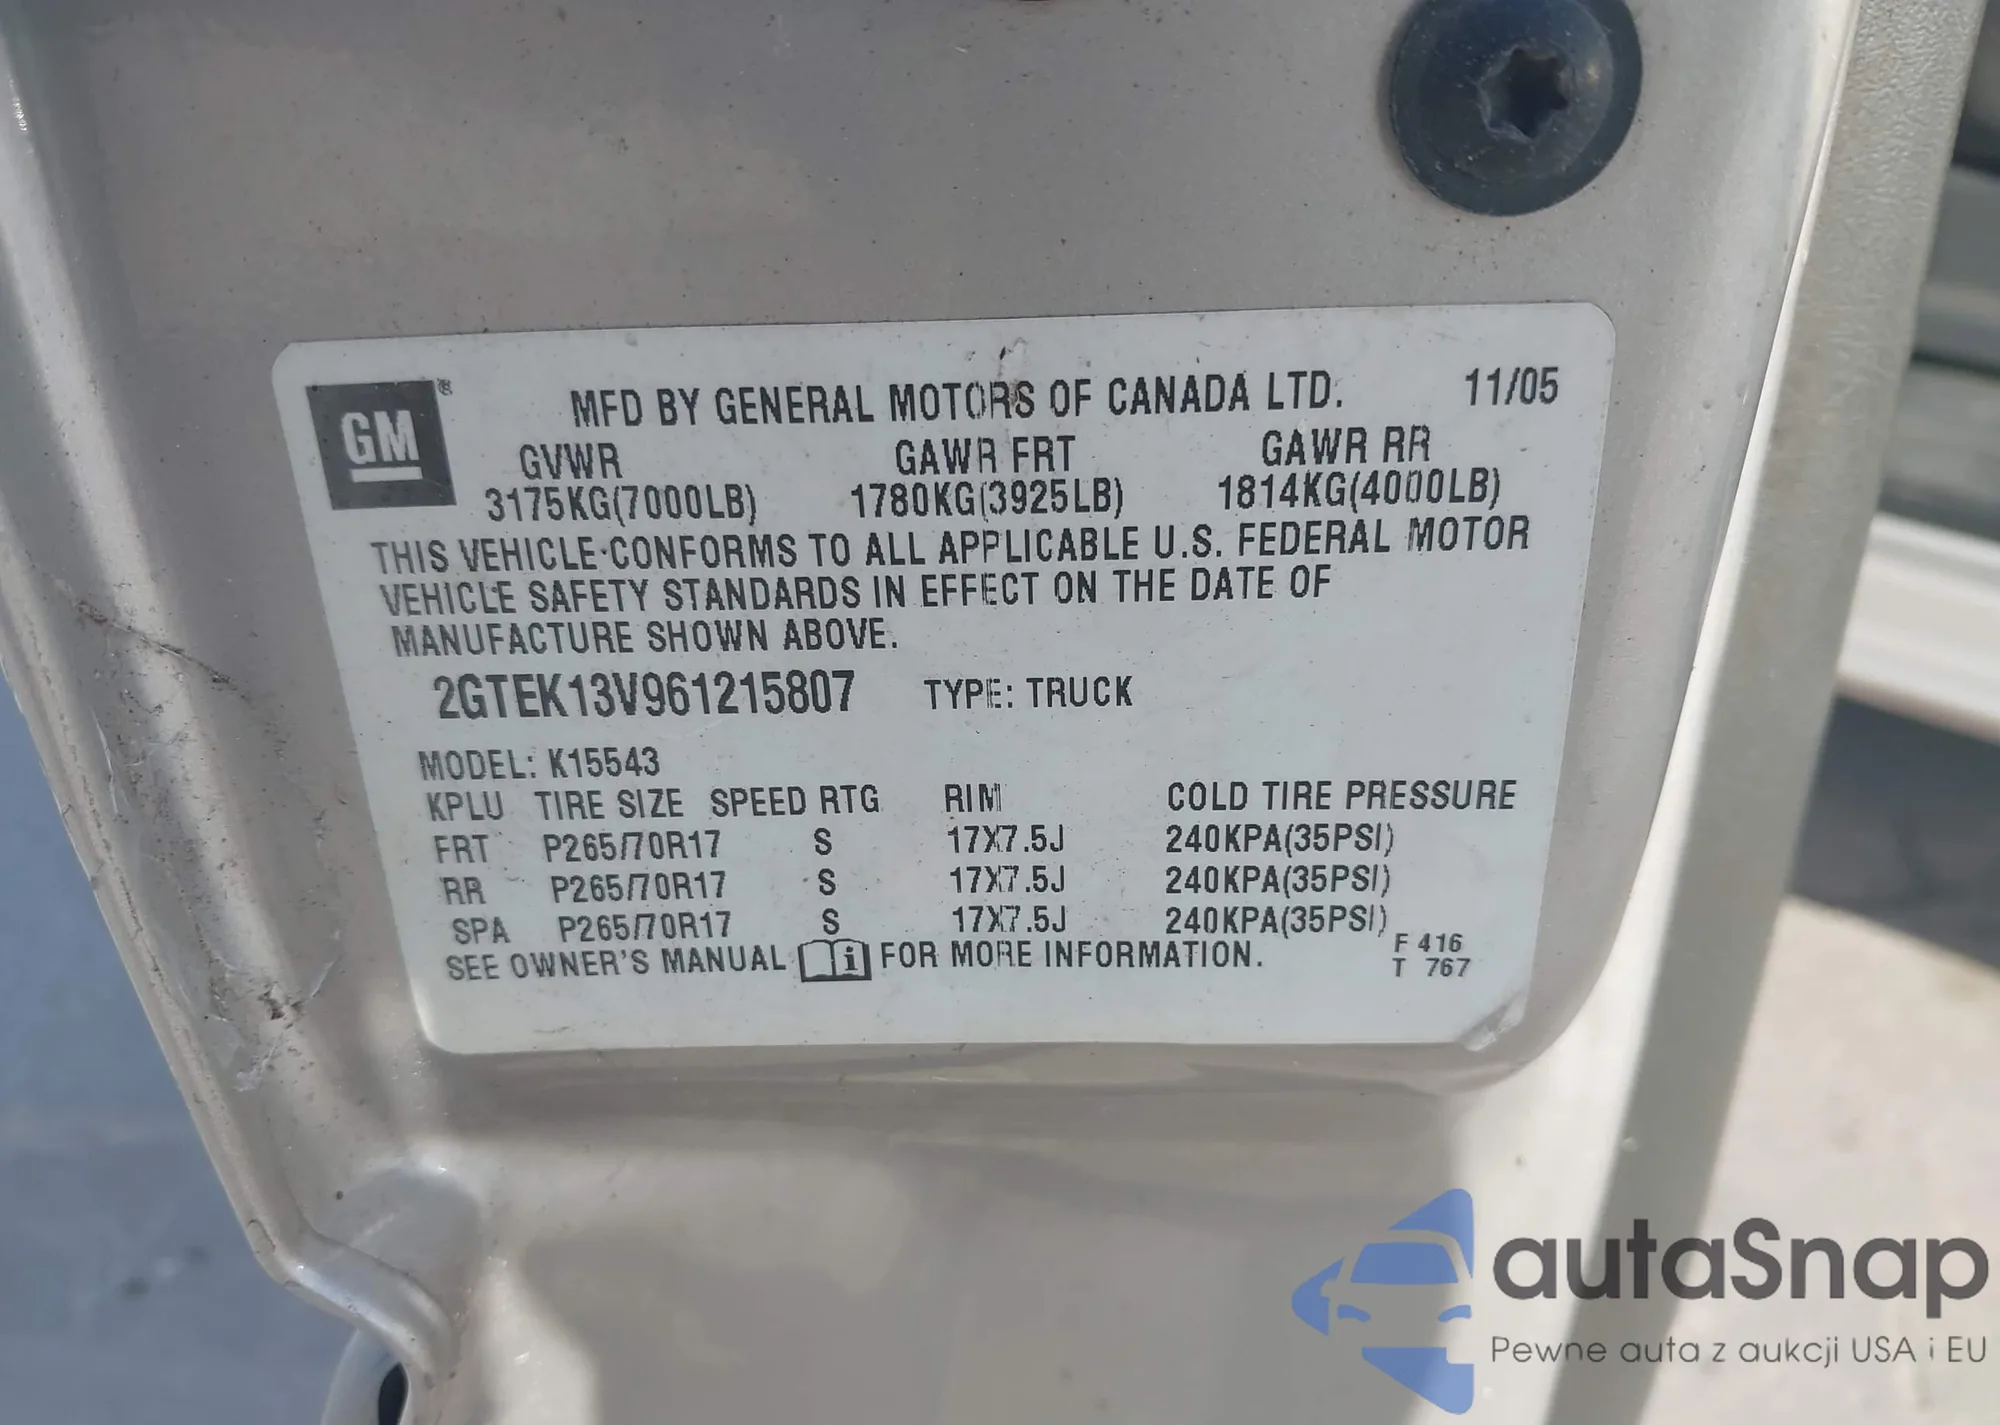 GM®
MFD BY GENERAL MOTORS OF CANADA LTD. 11/05
GVWR GAWR FRT GAWR RR
3175KG(7000LB) 1780KG(3925LB) 1814KG(4000LB)
THIS VEHICLE CONFORMS TO ALL APPLICABLE U.S. FEDERAL MOTOR
VEHICLE SAFETY STANDARDS IN EFFECT ON THE DATE OF
MANUFACTURE SHOWN ABOVE.
2GTEK13V961215807 TYPE: TRUCK
MODEL: K15543
KPLU TIRE SIZE SPEED RTG RIM COLD TIRE PRESSURE
FRT P265/70R17 S 17X7.5J 240KPA(35PSI)
RR P265/70R17 S 17X7.5J 240KPA(35PSI)
SPA P265/70R17 S 17X7.5J 240KPA(35PSI)
SEE OWNER'S MANUAL i FOR MORE INFORMATION.
F 416
T 767
autaSnap
Pewne auta z aukcji USA i EU